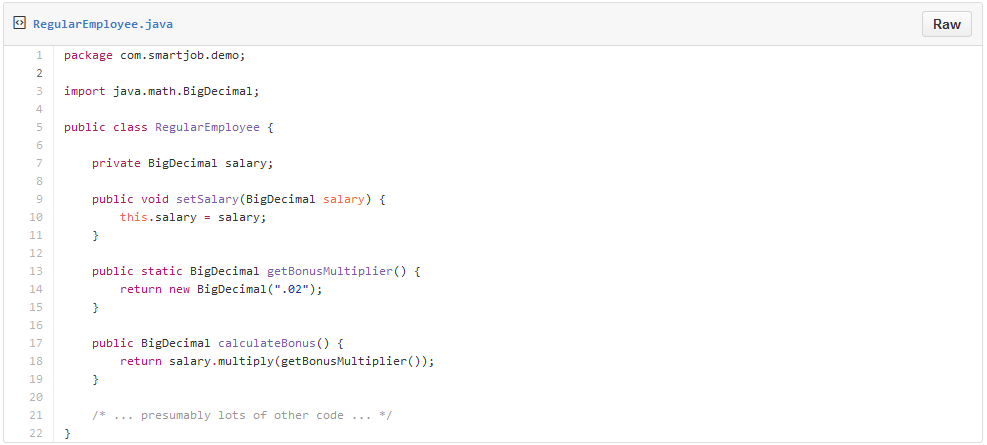 RegularEmployee.java
Raw
1 package com.smartjob.demo;
2
3 import java.math.BigDecimal;
4
5 public class RegularEmployee {
6
7     private BigDecimal salary;
8
9     public void setSalary(BigDecimal salary) {
10         this.salary = salary;
11     }
12
13     public static BigDecimal getBonusMultiplier() {
14         return new BigDecimal(".02");
15     }
16
17     public BigDecimal calculateBonus() {
18         return salary.multiply(getBonusMultiplier());
19     }
20
21     /* ... presumably lots of other code ... */
22 }